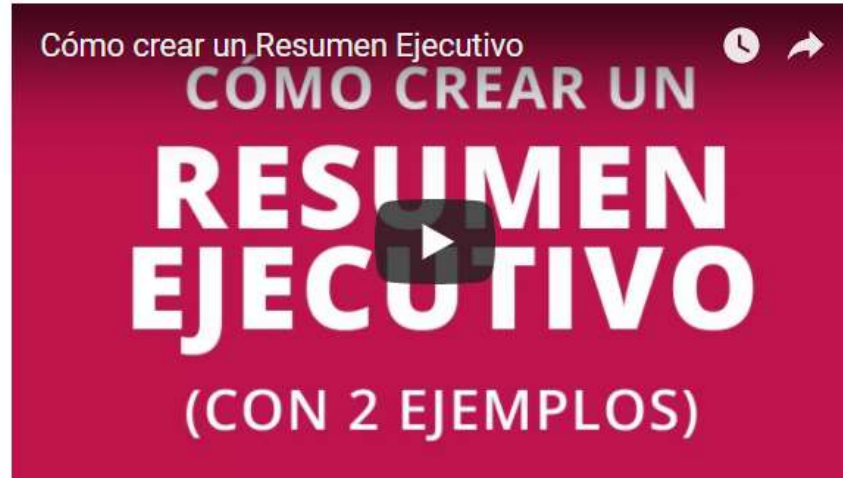 Cómo crear un Resumen Ejecutivo
CÓMO CREAR UN
RESUMEN
EJECUTIVO
(CON 2 EJEMPLOS)